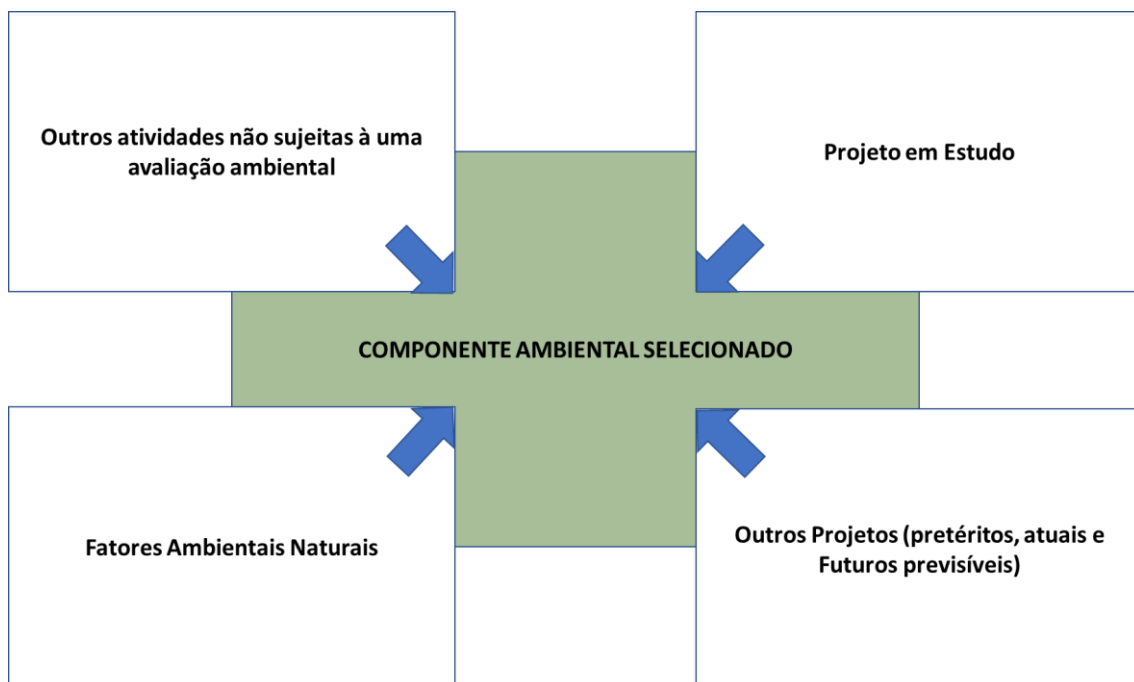 Outros atividades não sujeitas à uma
avaliação ambiental
Projeto em Estudo
COMPONENTE AMBIENTAL SELECIONADO
Fatores Ambientais Naturais
Outros Projetos (pretéritos, atuais e
Futuros previsíveis)